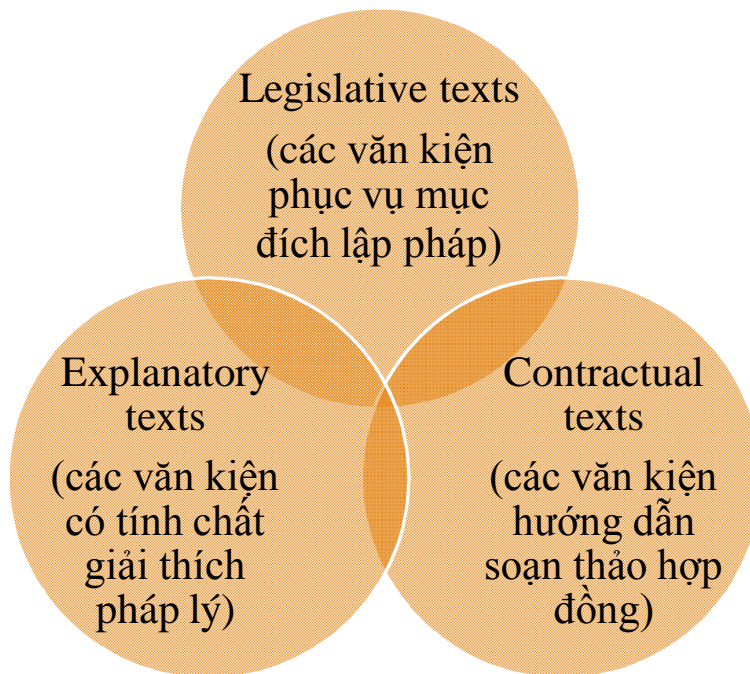 Legislative texts
(các văn kiện
phục vụ mục
đích lập pháp)
Explanatory
texts
(các văn kiện
có tính chất
giải thích
pháp lý)
Contractual
texts
(các văn kiện
hướng dẫn
soạn thảo hợp
đồng)